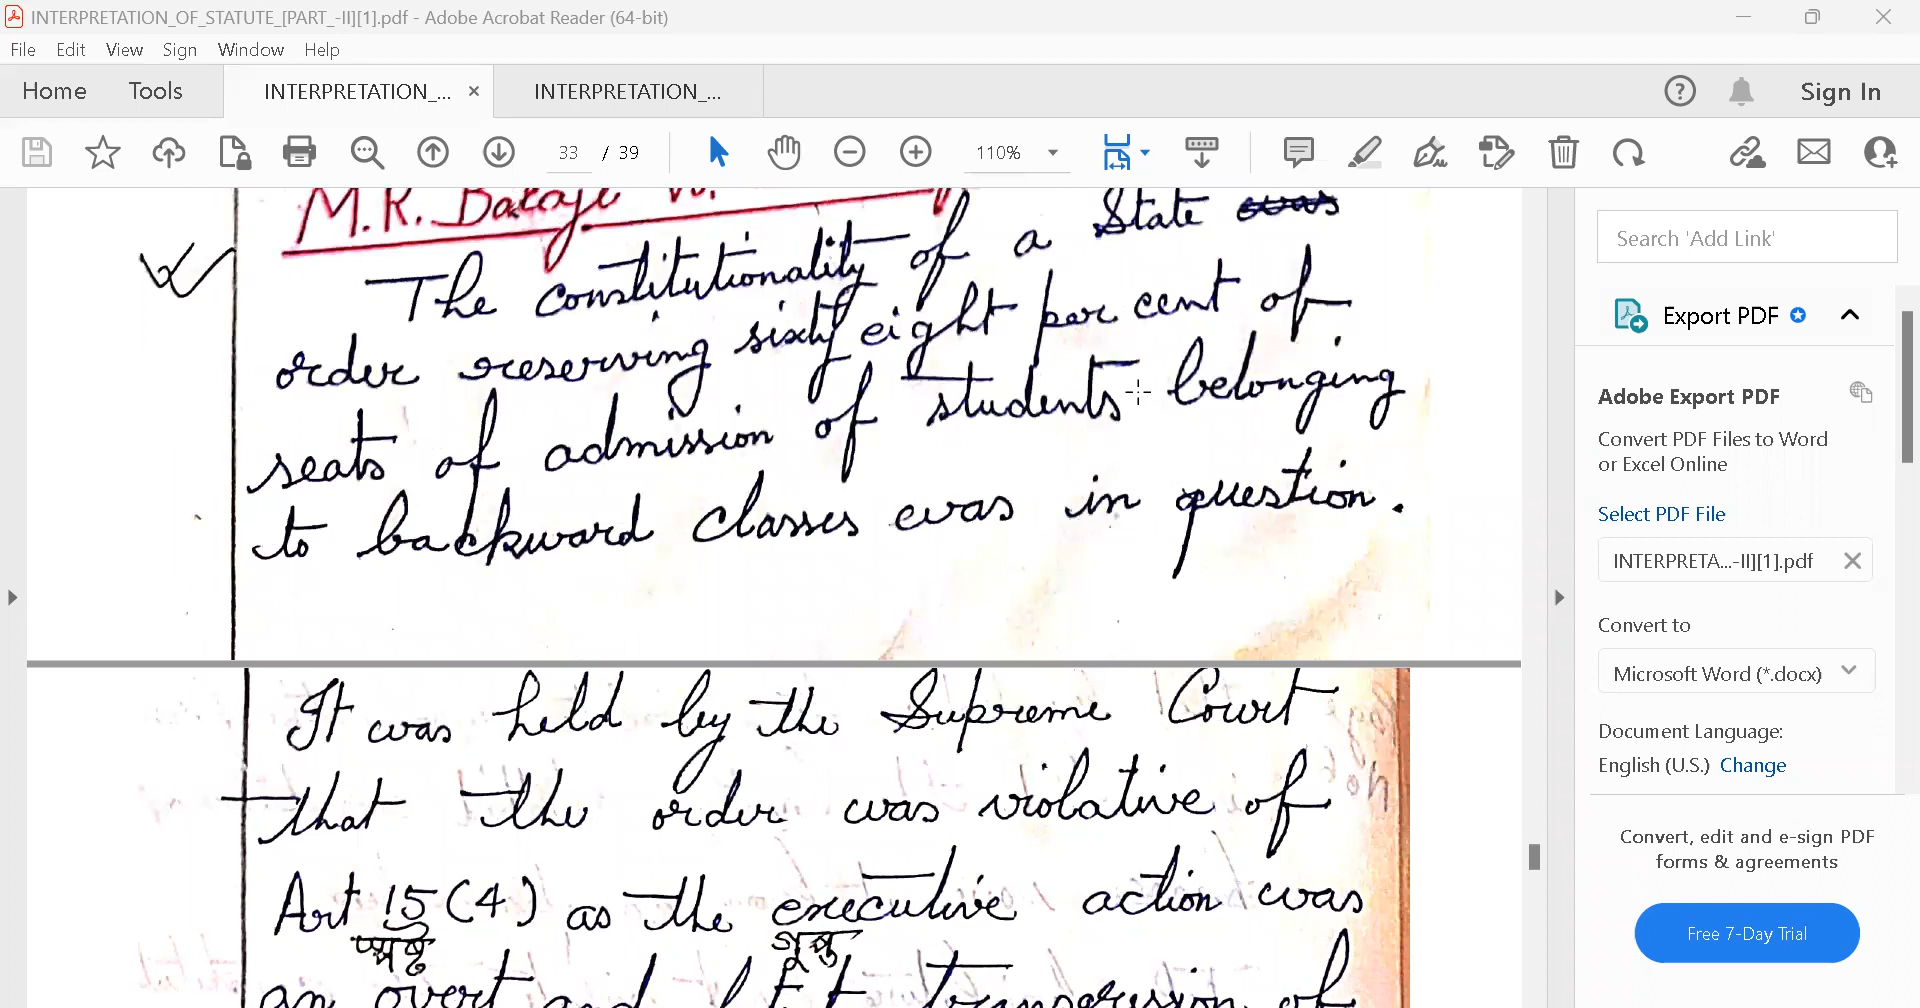 INTERPRETATION_OF_STATUTE_[PART_-II][1].pdf - Adobe Acrobat Reader (64-bit)
File Edit View Sign Window Help
Home Tools INTERPRETATION_... × INTERPRETATION_... ? Sign In
33 / 39 110%
M.R. Balaji v.
The constitutionality of a State
order reserving sixty eight per cent of
seats of admission of students belonging
to backward classes was in question.
It was held by the Supreme Court
that the order was violative of
Art 15(4) as the executive action was
an overt and transgression of
Search 'Add Link'
Export PDF
Adobe Export PDF
Convert PDF Files to Word
or Excel Online
Select PDF File
INTERPRETA...-II][1].pdf
Convert to
Microsoft Word (*.docx)
Document Language:
English (U.S.) Change
Convert, edit and e-sign PDF
forms & agreements
Free 7-Day Trial